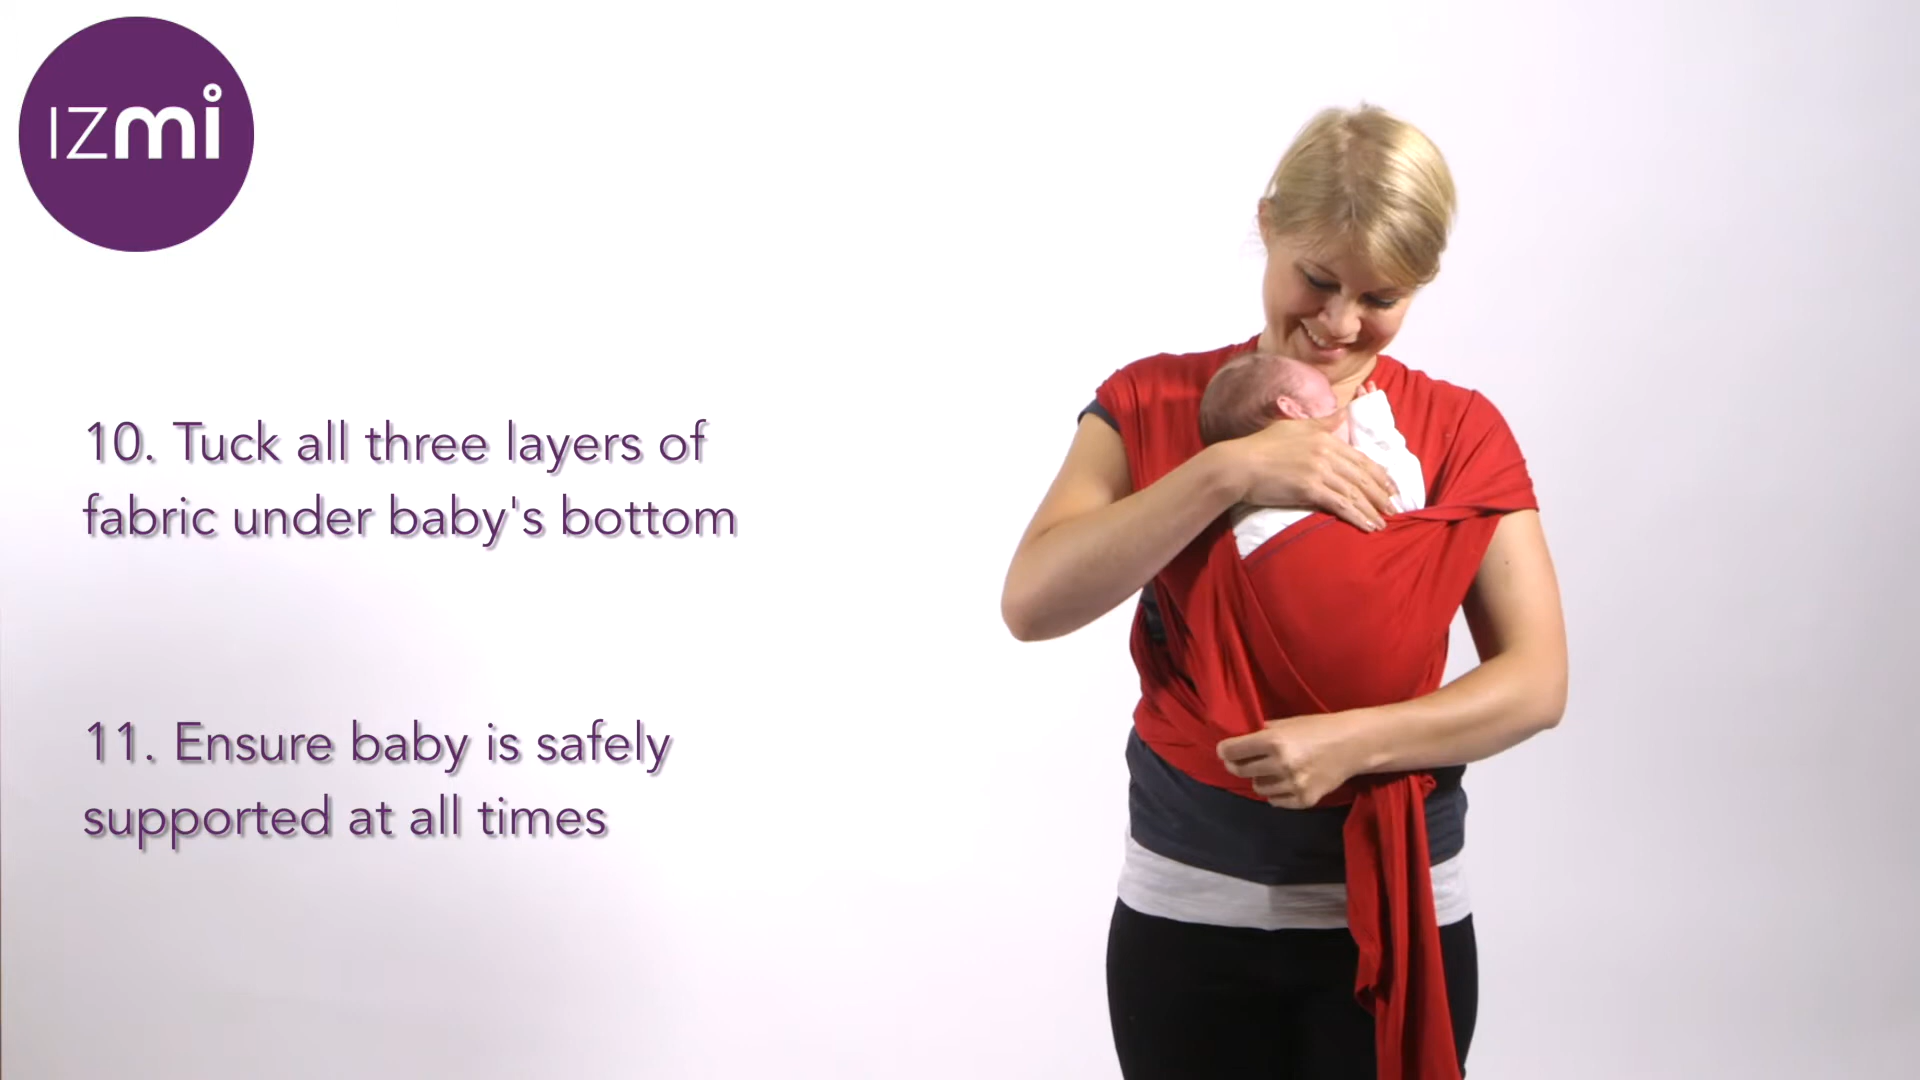 IZmi
10. Tuck all three layers of
fabric under baby's bottom
11. Ensure baby is safely
supported at all times